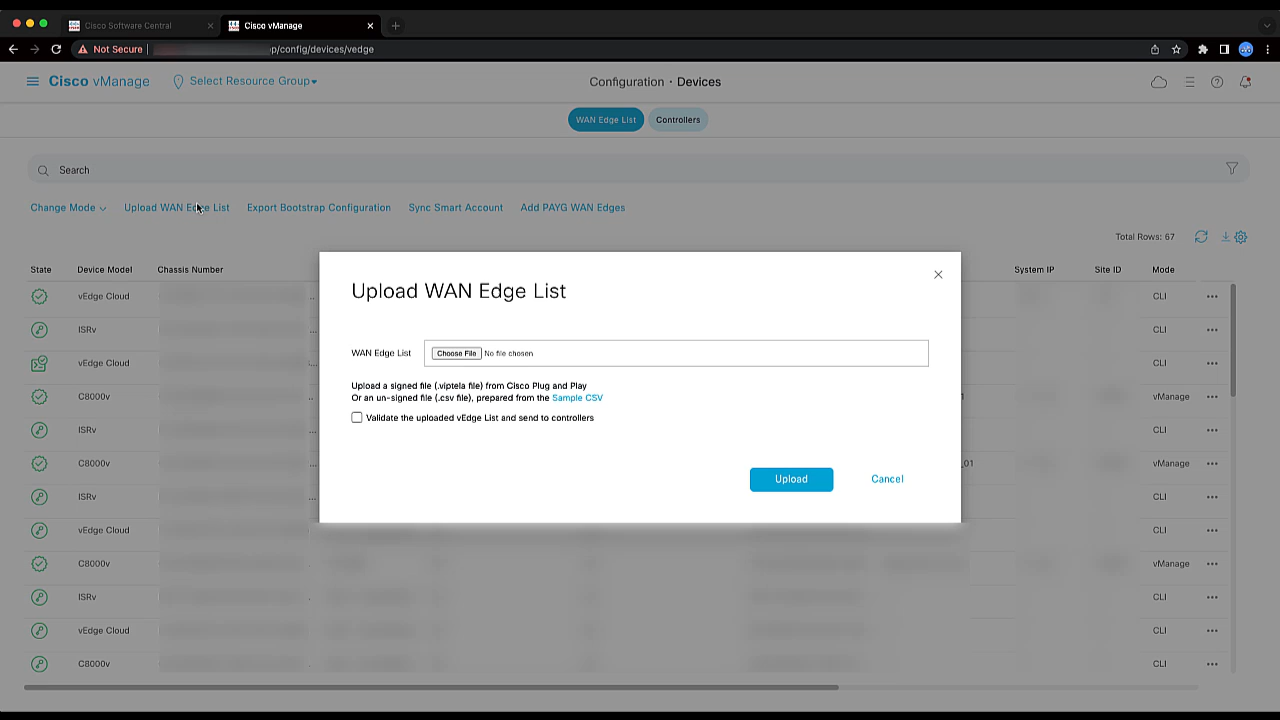 Cisco Software Central
Cisco vManage
Not Secure
p/config/devices/vedge
Cisco vManage
Select Resource Group
Configuration · Devices
WAN Edge List
Controllers
Search
Change Mode
Upload WAN Edge List
Export Bootstrap Configuration
Sync Smart Account
Add PAYG WAN Edges
Total Rows: 67
State
Device Model
Chassis Number
System IP
Site ID
Mode
vEdge Cloud
CLI
ISRv
CLI
vEdge Cloud
CLI
C8000v
vManage
ISRv
CLI
C8000v
_01
vManage
ISRv
CLI
vEdge Cloud
CLI
C8000v
vManage
ISRv
CLI
vEdge Cloud
CLI
C8000v
CLI
Upload WAN Edge List
WAN Edge List
Choose File
No file chosen
Upload a signed file (.viptela file) from Cisco Plug and Play
Or an un-signed file (.csv file), prepared from the Sample CSV
Validate the uploaded vEdge List and send to controllers
Upload
Cancel